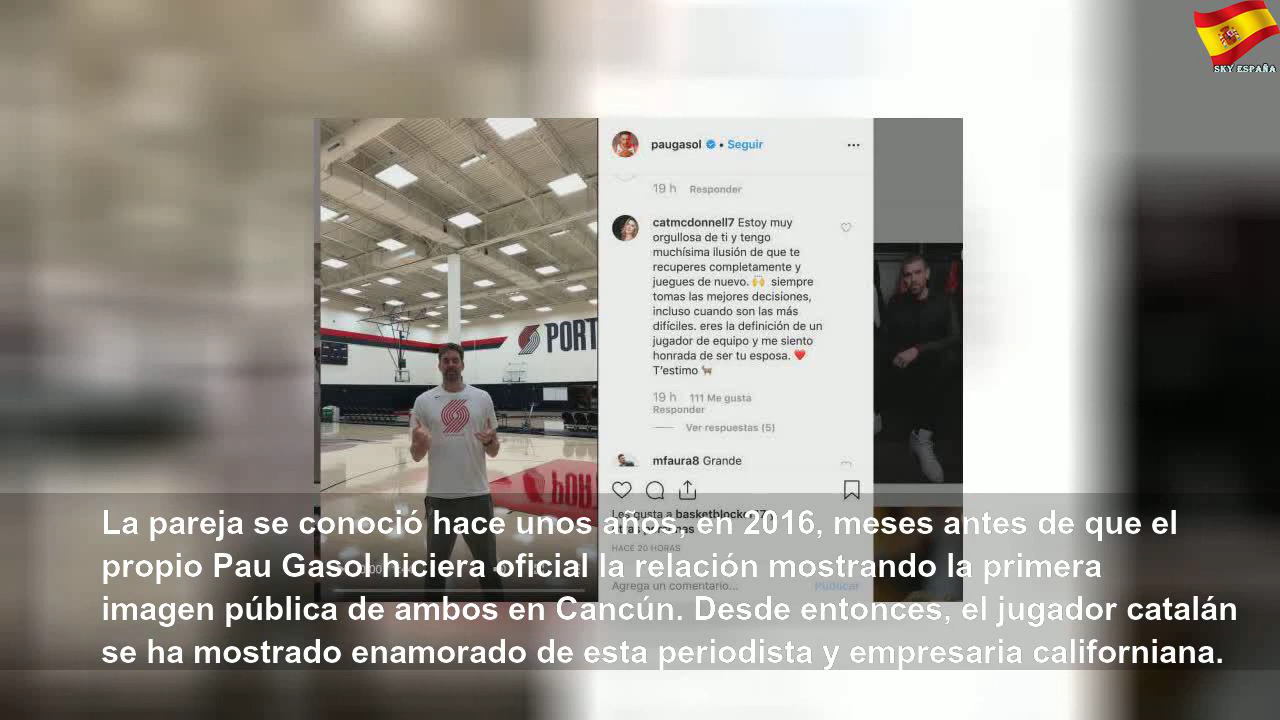 SKY ESPAÑA
paugasol • Seguir
19 h Responder
catmcdonnell7 Estoy muy
orgullosa de ti y tengo
muchísima ilusión de que te
recuperes completamente y
juegues de nuevo. 🙌 siempre
tomas las mejores decisiones,
incluso cuando son las más
difíciles. eres la definición de un
jugador de equipo y me siento
honrada de ser tu esposa. ❤️
T'estimo 🐐
19 h 111 Me gusta
Responder
Ver respuestas (5)
mfaura8 Grande
PORT
Les gusta a
personas
HACE 20 HORAS
Agrega un comentario... Publicar
La pareja se conoció hace unos años, en 2016, meses antes de que el
propio Pau Gasol hiciera oficial la relación mostrando la primera
imagen pública de ambos en Cancún. Desde entonces, el jugador catalán
se ha mostrado enamorado de esta periodista y empresaria californiana.